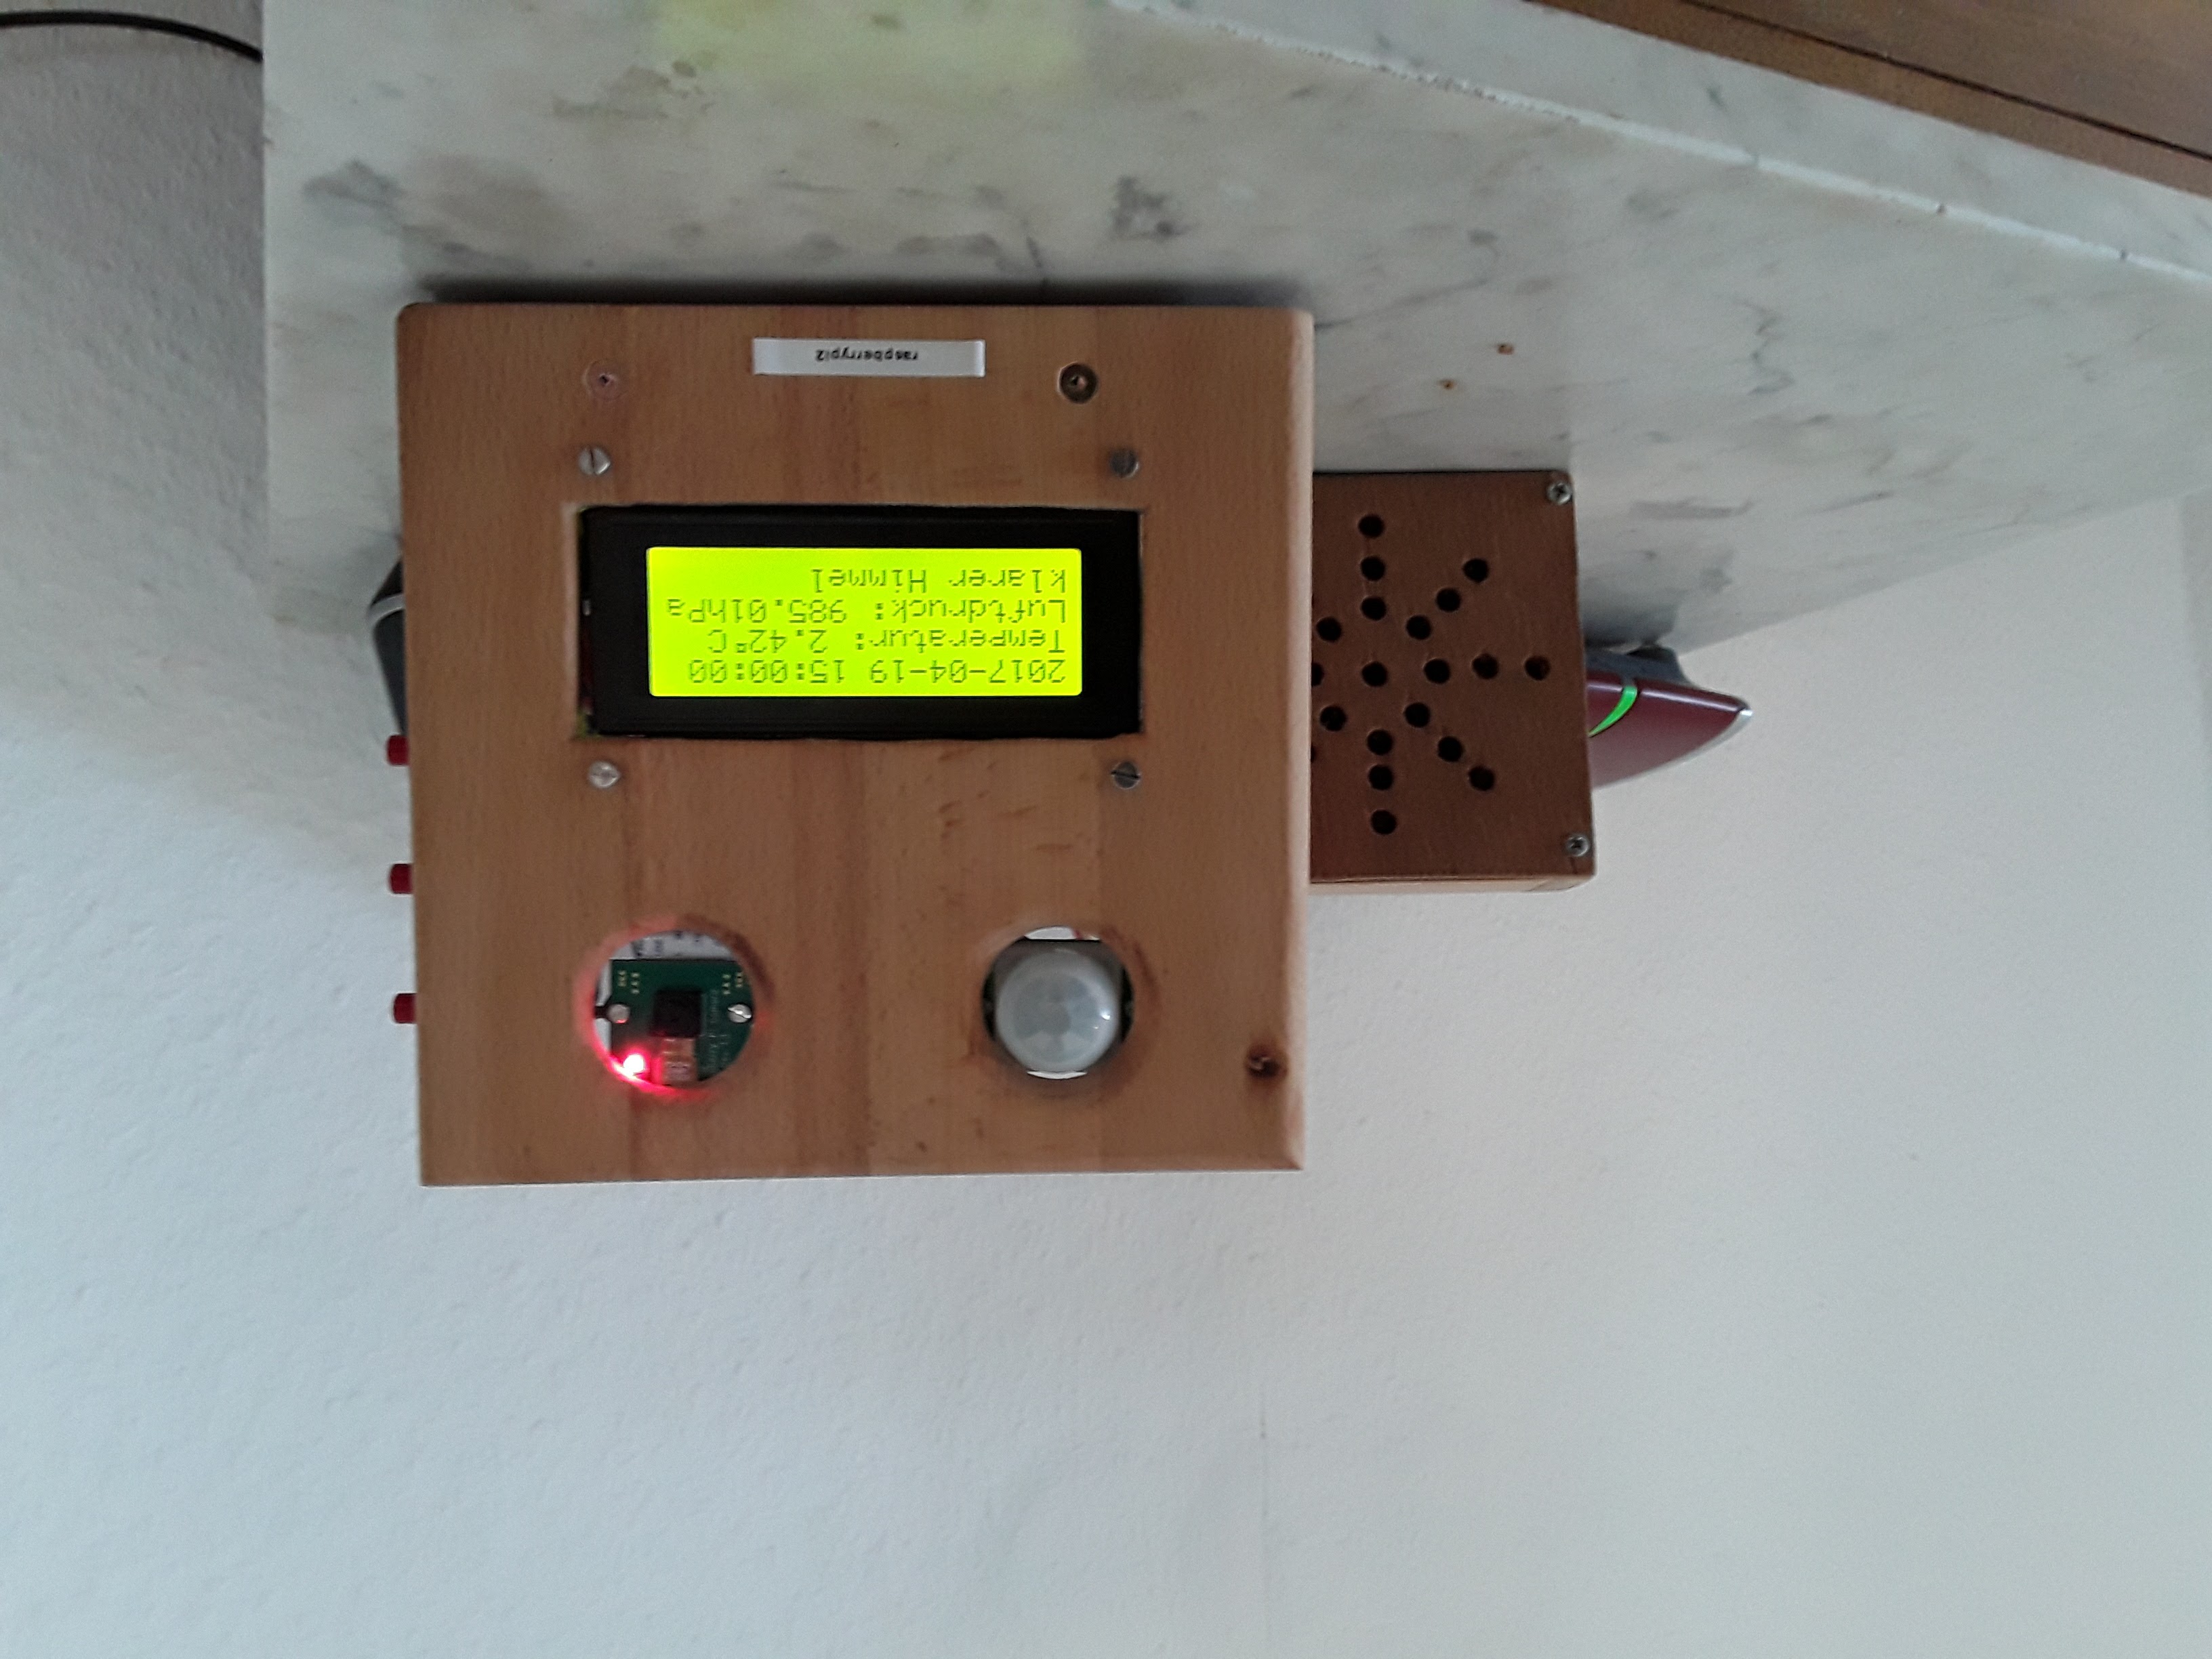 2017-04-19 15:00:00
Temperatur: 2.42°C
Luftdruck: 985.01hPa
klarer Himmel
raspberrypi2